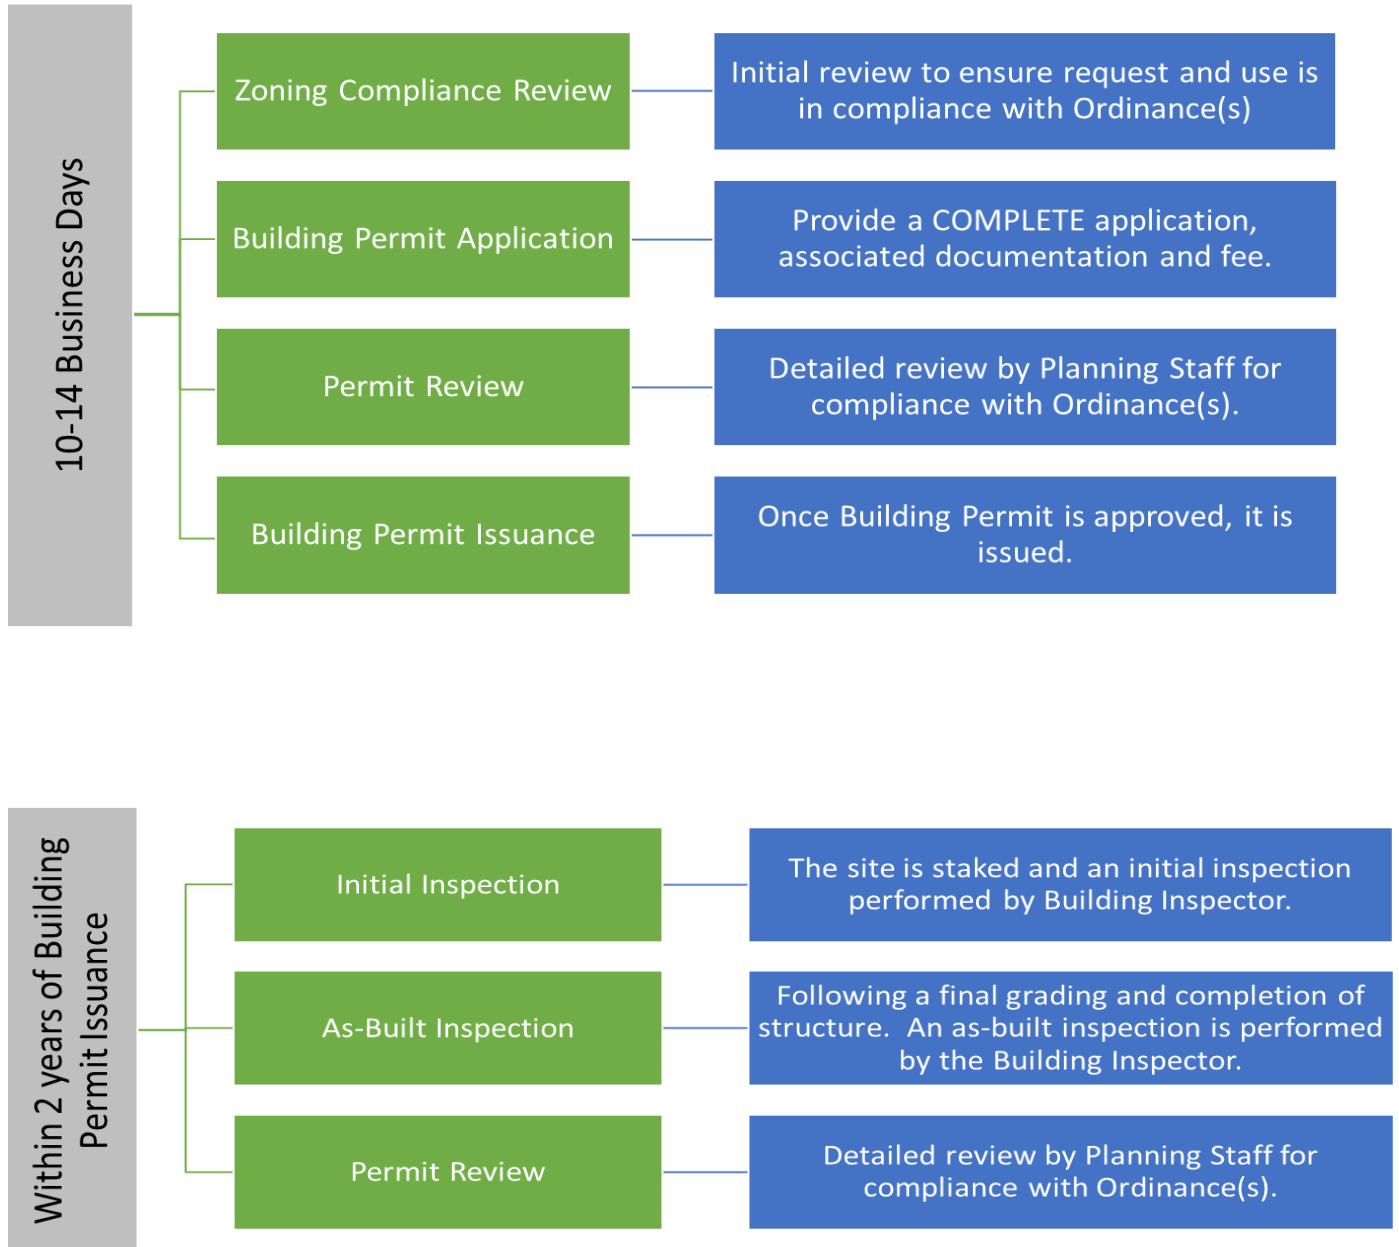 10-14 Business Days
Zoning Compliance Review
Initial review to ensure request and use is
in compliance with Ordinance(s)
Building Permit Application
Provide a COMPLETE application,
associated documentation and fee.
Permit Review
Detailed review by Planning Staff for
compliance with Ordinance(s).
Building Permit Issuance
Once Building Permit is approved, it is
issued.
Within 2 years of Building
Permit Issuance
Initial Inspection
The site is staked and an initial inspection
performed by Building Inspector.
As-Built Inspection
Following a final grading and completion of
structure.  An as-built inspection is performed
by the Building Inspector.
Permit Review
Detailed review by Planning Staff for
compliance with Ordinance(s).